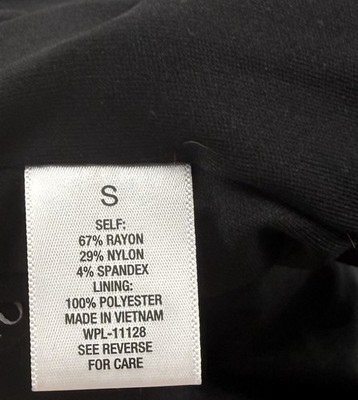 S
SELF:
67% RAYON
29% NYLON
4% SPANDEX
LINING:
100% POLYESTER
MADE IN VIETNAM
WPL-11128
SEE REVERSE
FOR CARE